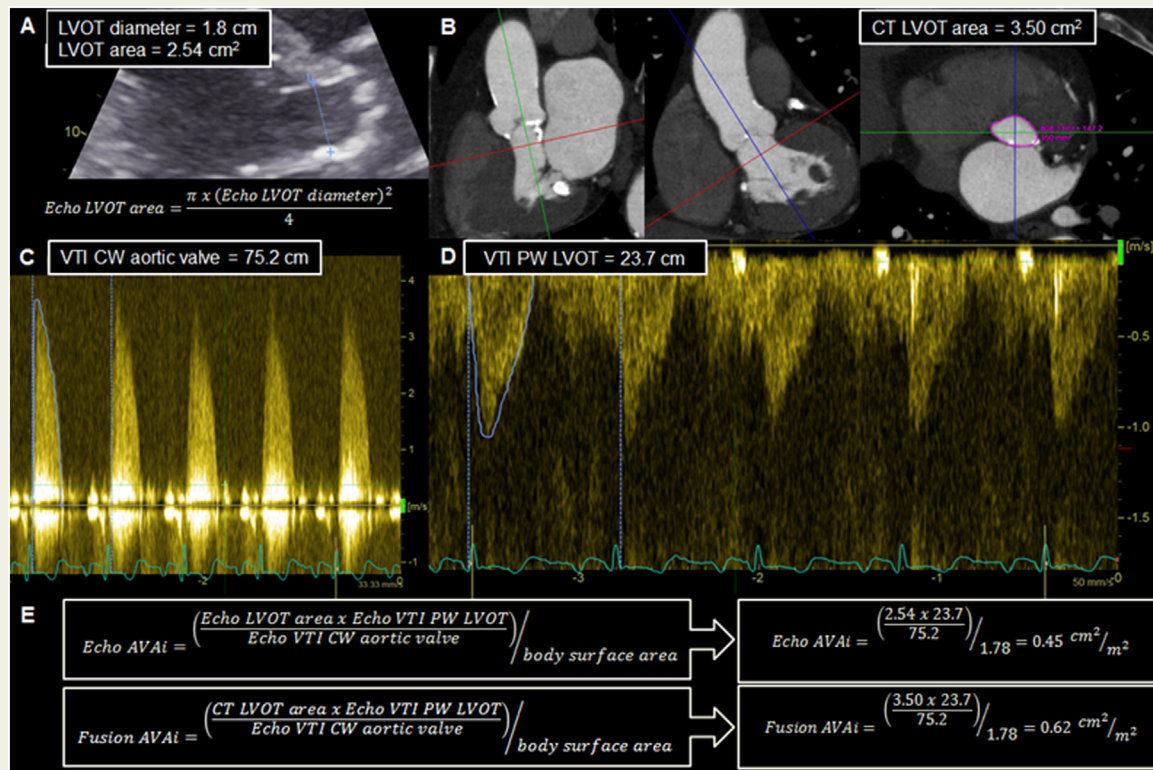 A
LVOT diameter = 1.8 cm
LVOT area = 2.54 cm²
10
Echo LVOT area = π x (Echo LVOT diameter)² / 4
B
CT LVOT area = 3.50 cm²
C
VTI CW aortic valve = 75.2 cm
4
3
2
1
[m/s]
-1
-2
33.33 mm
0
D
VTI PW LVOT = 23.7 cm
[m/s]
-0.5
-1.0
-1.5
-3
-2
-1
50 mm/s
0
E
Echo AVAi = (Echo LVOT area x Echo VTI PW LVOT / Echo VTI CW aortic valve) / body surface area
Echo AVAi = (2.54 x 23.7 / 75.2) / 1.78 = 0.45 cm²/m²
Fusion AVAi = (CT LVOT area x Echo VTI PW LVOT / Echo VTI CW aortic valve) / body surface area
Fusion AVAi = (3.50 x 23.7 / 75.2) / 1.78 = 0.62 cm²/m²